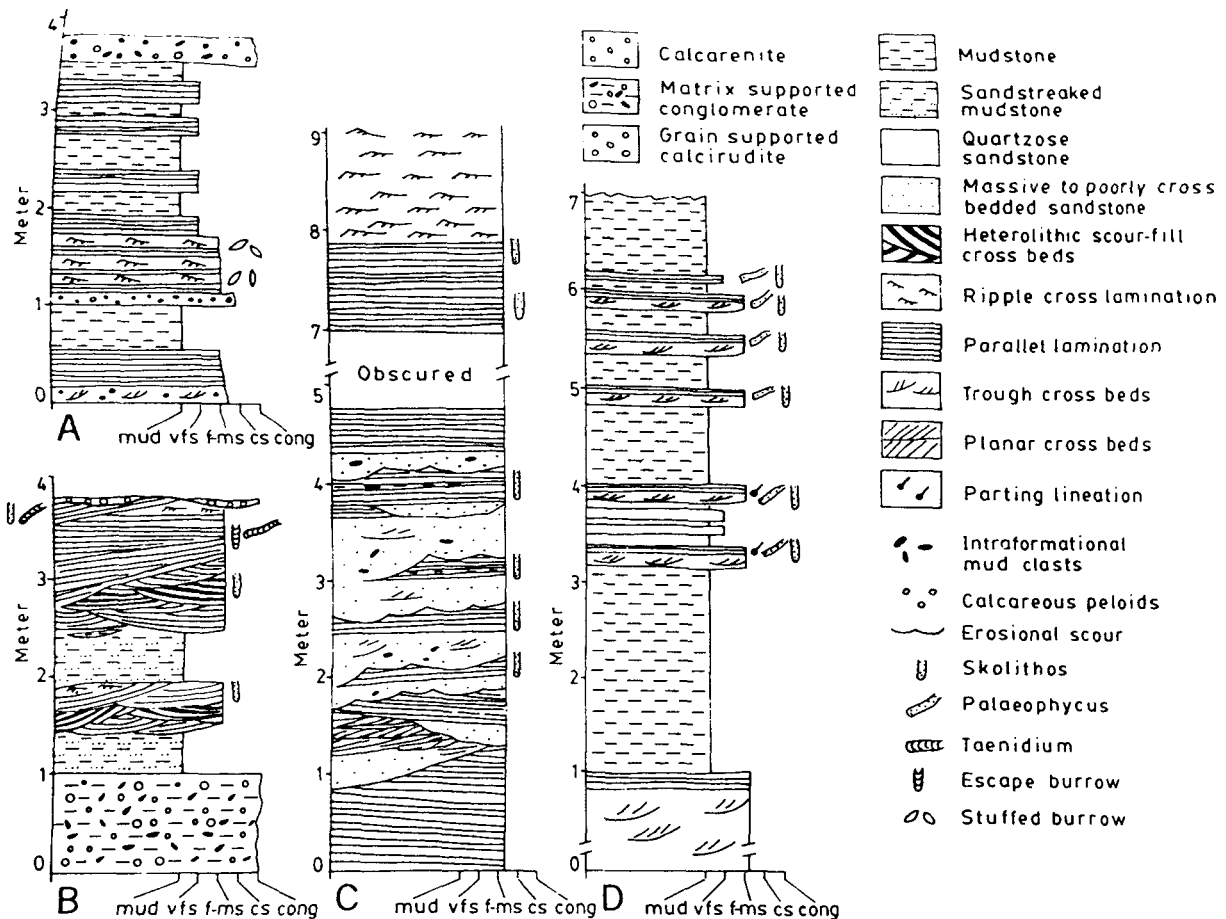 4
3
2
1
0
Meter
A
mud vfs f-ms cs cong
4
3
2
1
0
Meter
B
mud vfs f-ms cs cong
9
8
7
Obscured
5
4
3
2
1
0
Meter
C
mud vfs f-ms cs cong
7
6
5
4
3
2
1
0
Meter
D
mud vfs f-ms cs cong
Calcarenite
Matrix supported
conglomerate
Grain supported
calcirudite
Mudstone
Sandstreaked
mudstone
Quartzose
sandstone
Massive to poorly cross
bedded sandstone
Heterolithic scour-fill
cross beds
Ripple cross lamination
Parallel lamination
Trough cross beds
Planar cross beds
Parting lineation
Intraformational
mud clasts
Calcareous peloids
Erosional scour
Skolithos
Palaeophycus
Taenidium
Escape burrow
Stuffed burrow